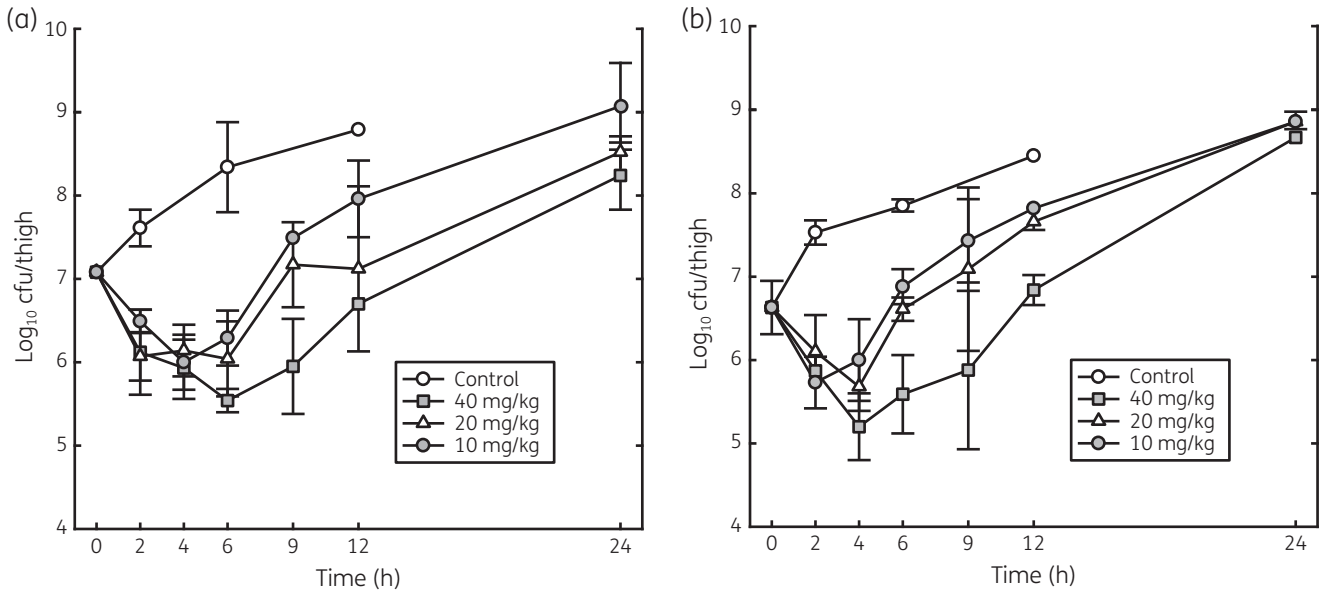 (a)
10
9
8
7
6
5
4
Log10 cfu/thigh
0 2 4 6 9 12 24
Time (h)
Control
40 mg/kg
20 mg/kg
10 mg/kg
(b)
10
9
8
7
6
5
4
Log10 cfu/thigh
0 2 4 6 9 12 24
Time (h)
Control
40 mg/kg
20 mg/kg
10 mg/kg